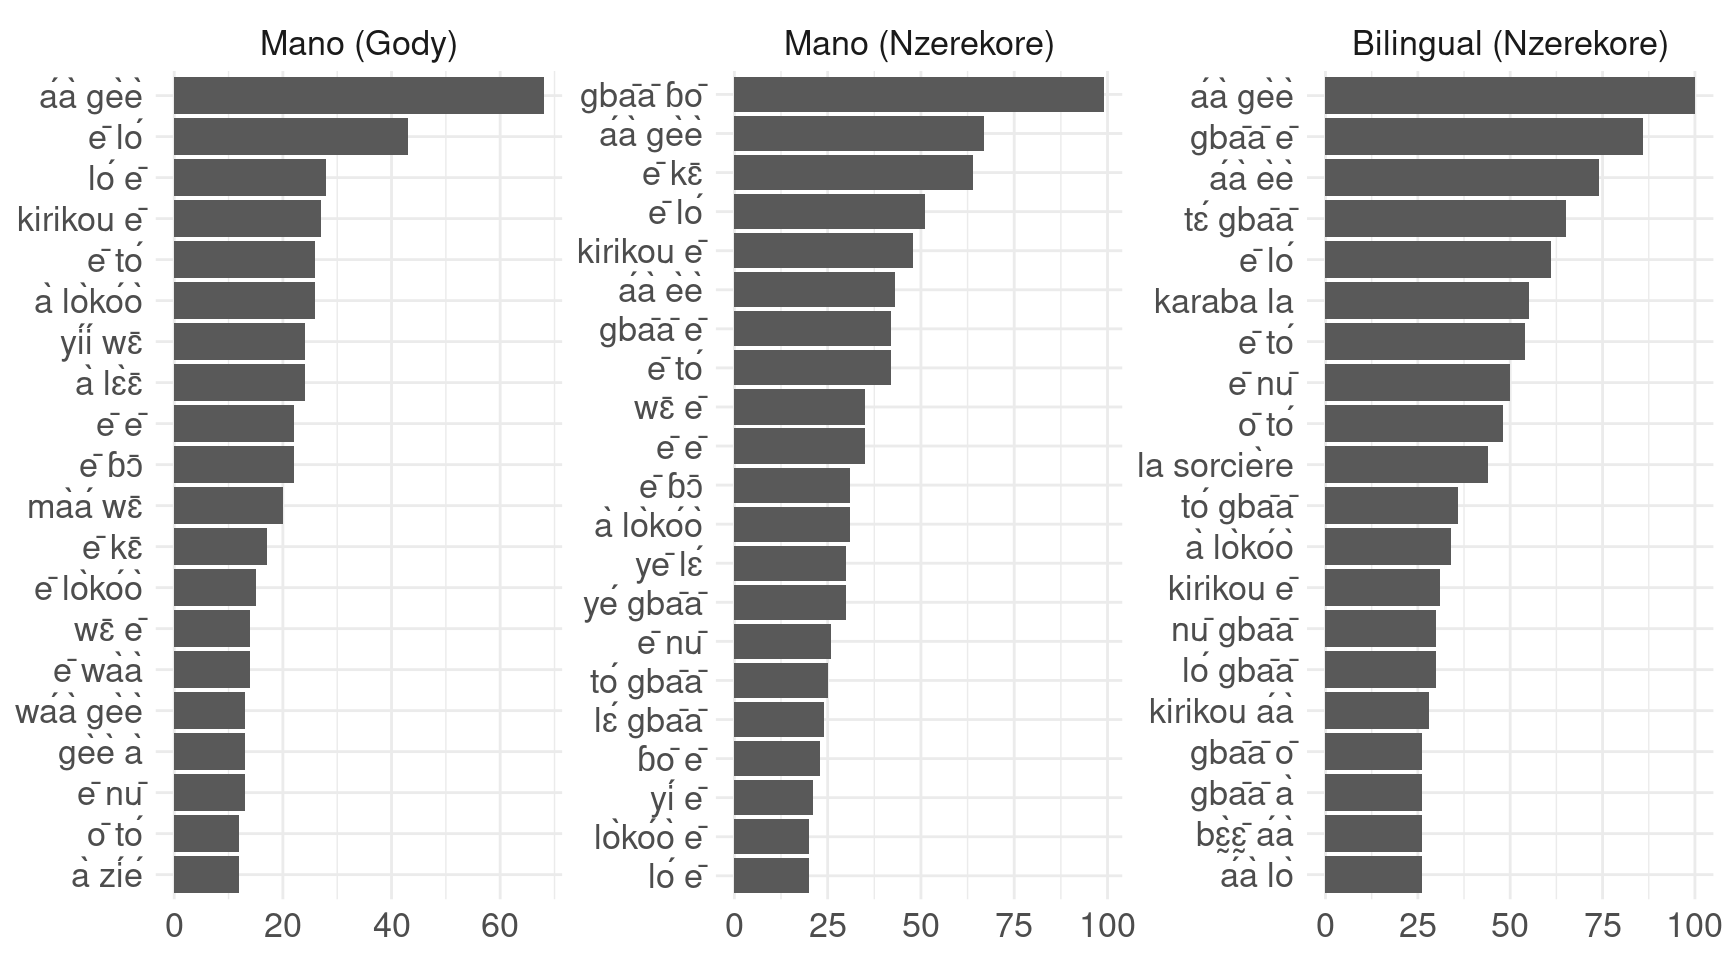 Mano (Gody)
áà gèè
ē ló
ló ē
kirikou ē
ē tó
à lòkóò
yíí wɛ̄
à lɛ̀ɛ̄
ē ē
ē ɓɔ̄
màá wɛ̄
ē kɛ̄
ē lòkóò
wɛ̄ ē
ē wàà
wáà gèè
gèè à
ē nū
ō tó
à zíé
0 20 40 60
Mano (Nzerekore)
gbāā ɓō
áà gèè
ē kɛ̄
ē ló
kirikou ē
áà èè
gbāā ē
ē tó
wɛ̄ ē
ē ē
ē ɓɔ̄
à lòkóò
yē lɛ́
yé gbāā
ē nū
tó gbāā
lɛ́ gbāā
ɓō ē
yí ē
lòkóò ē
ló ē
0 25 50 75 100
Bilingual (Nzerekore)
áà gèè
gbāā ē
áà èè
tɛ́ gbāā
ē ló
karaba la
ē tó
ē nū
ō tó
la sorcière
tó gbāā
à lòkóò
kirikou ē
nū gbāā
ló gbāā
kirikou áà
gbāā ō
gbāā à
bɛ̰̀ɛ̰̄ áà
áà lò
0 25 50 75 100